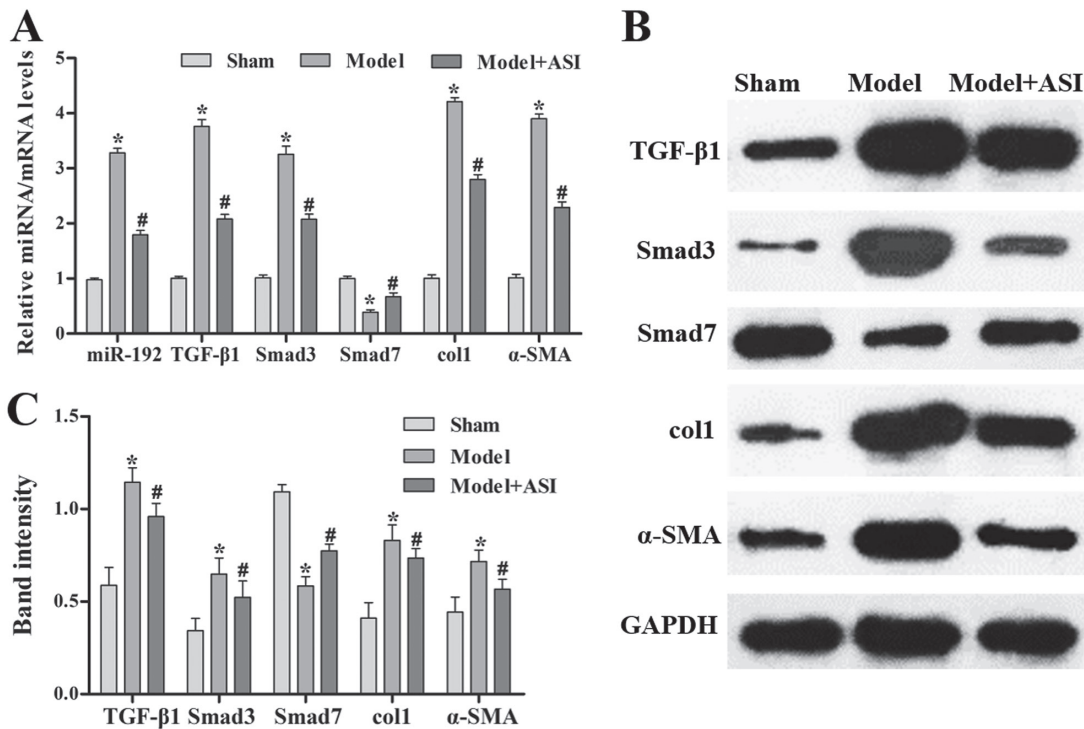 A
Sham Model Model+ASI
Relative miRNA/mRNA levels
5
4
3
2
1
0
* # * # * # * # * # * #
miR-192 TGF-β1 Smad3 Smad7 col1 α-SMA
B
Sham Model Model+ASI
TGF-β1
Smad3
Smad7
col1
α-SMA
GAPDH
C
Sham
Model
Model+ASI
Band intensity
1.5
1.0
0.5
0.0
* # * # * # * # * #
TGF-β1 Smad3 Smad7 col1 α-SMA